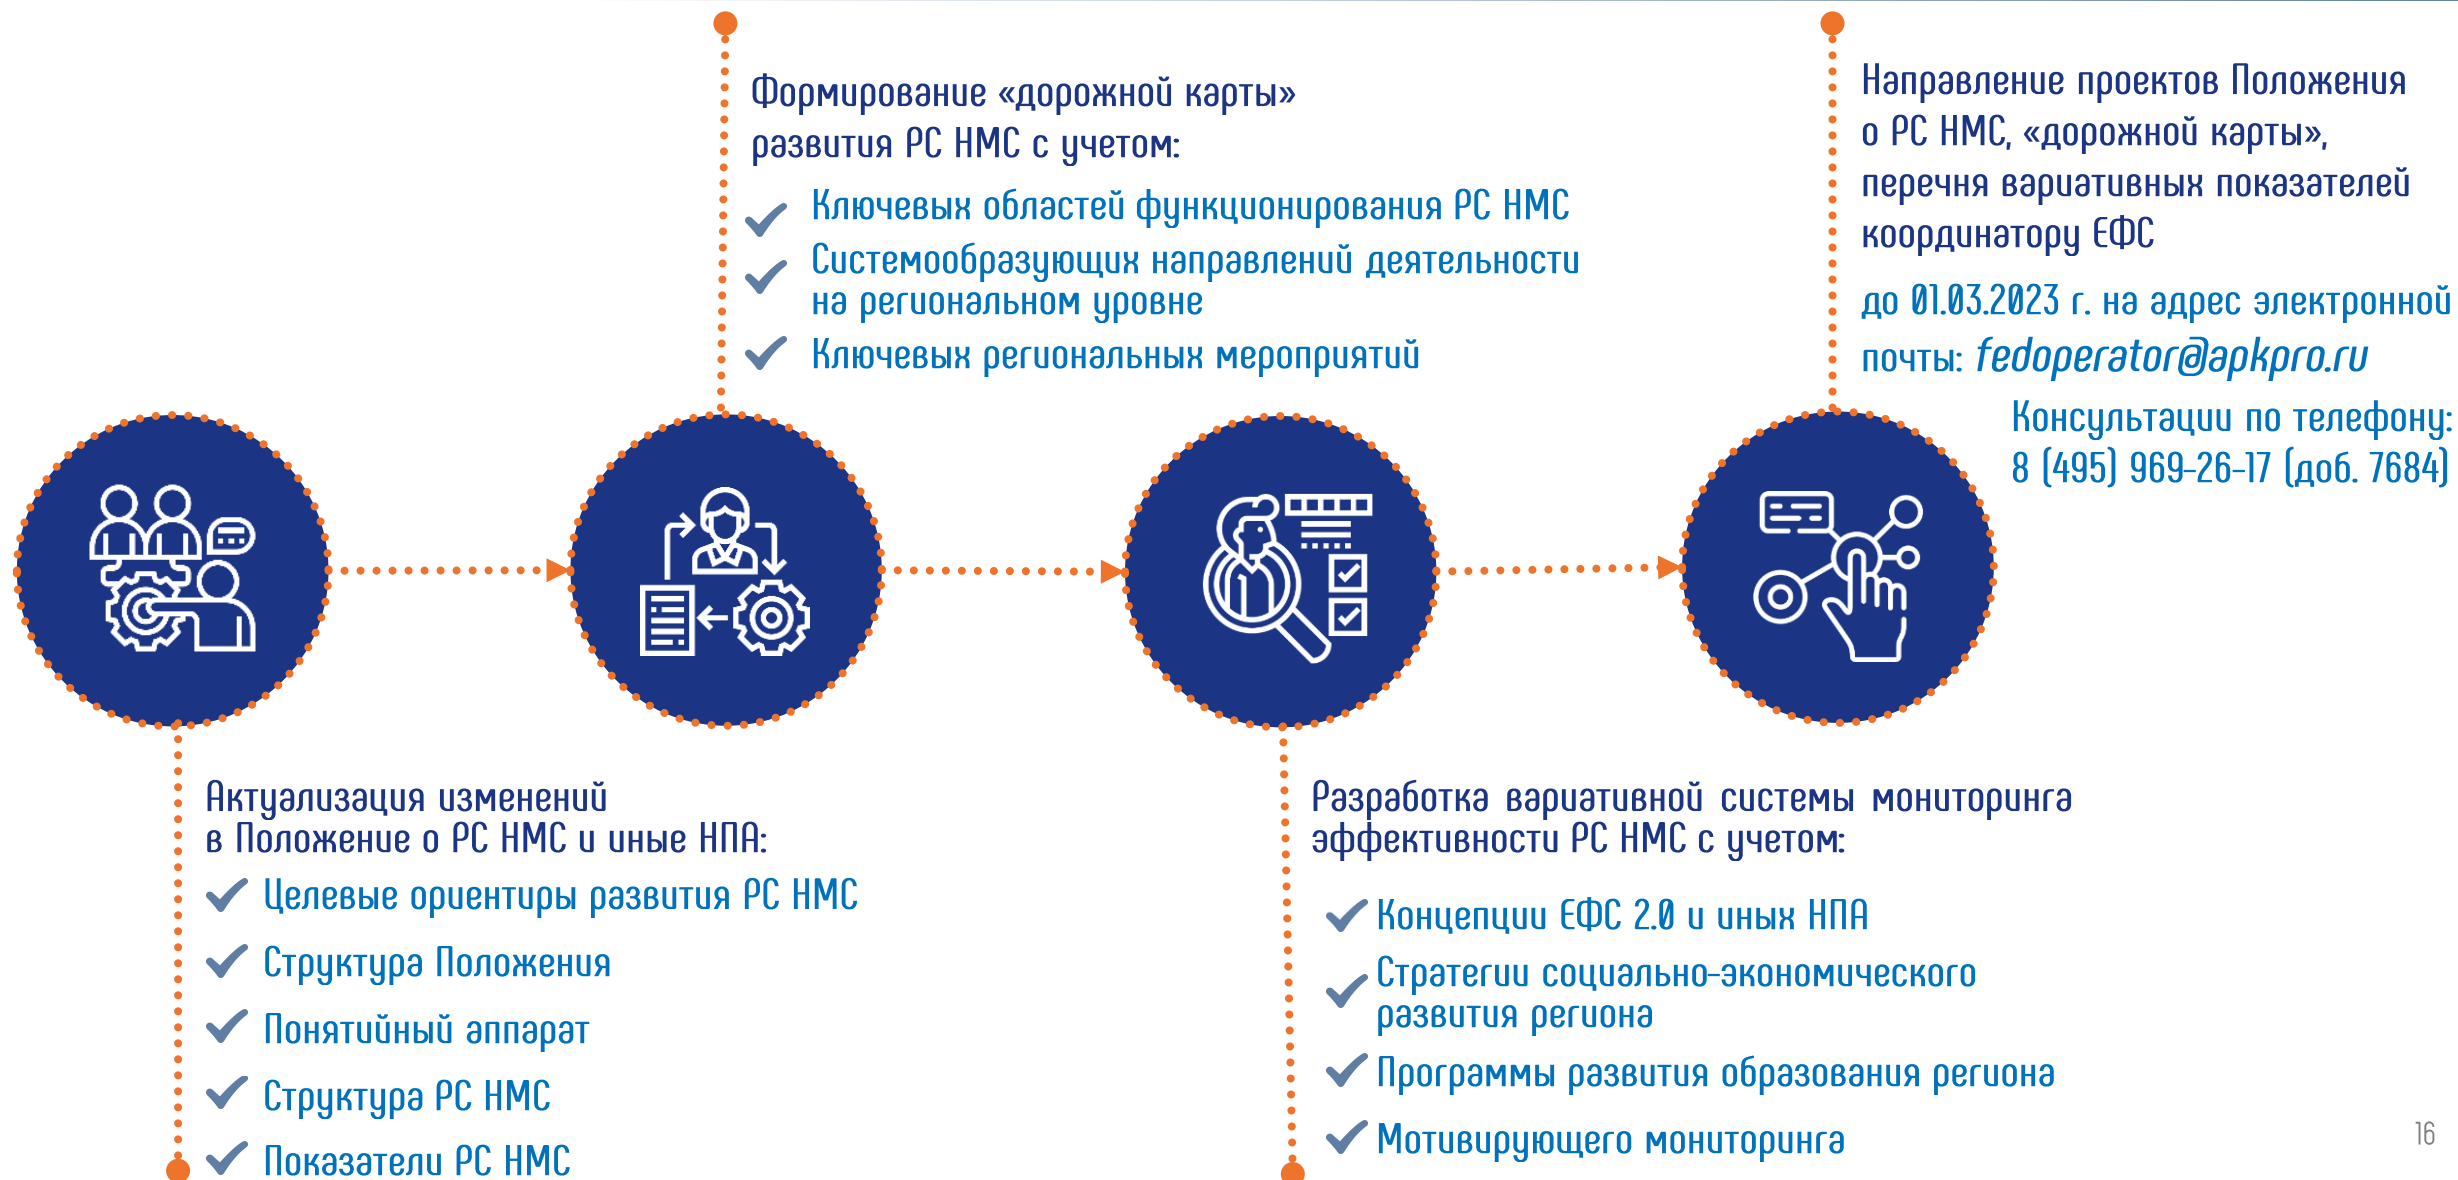 Формирование «дорожной карты»
развития РС НМС с учетом:
Ключевых областей функционирования РС НМС
Системообразующих направлений деятельности
на региональном уровне
Ключевых региональных мероприятий
Направление проектов Положения
о РС НМС, «дорожной карты»,
перечня вариативных показателей
координатору ЕФС
до 01.03.2023 г. на адрес электронной
почты: fedoperator@apkpro.ru
Консультации по телефону:
8 (495) 969-26-17 (доб. 7684)
Актуализация изменений
в Положение о РС НМС и иные НПА:
Целевые ориентиры развития РС НМС
Структура Положения
Понятийный аппарат
Структура РС НМС
Показатели РС НМС
Разработка вариативной системы мониторинга
эффективности РС НМС с учетом:
Концепции ЕФС 2.0 и иных НПА
Стратегии социально-экономического
развития региона
Программы развития образования региона
Мотивирующего мониторинга
16